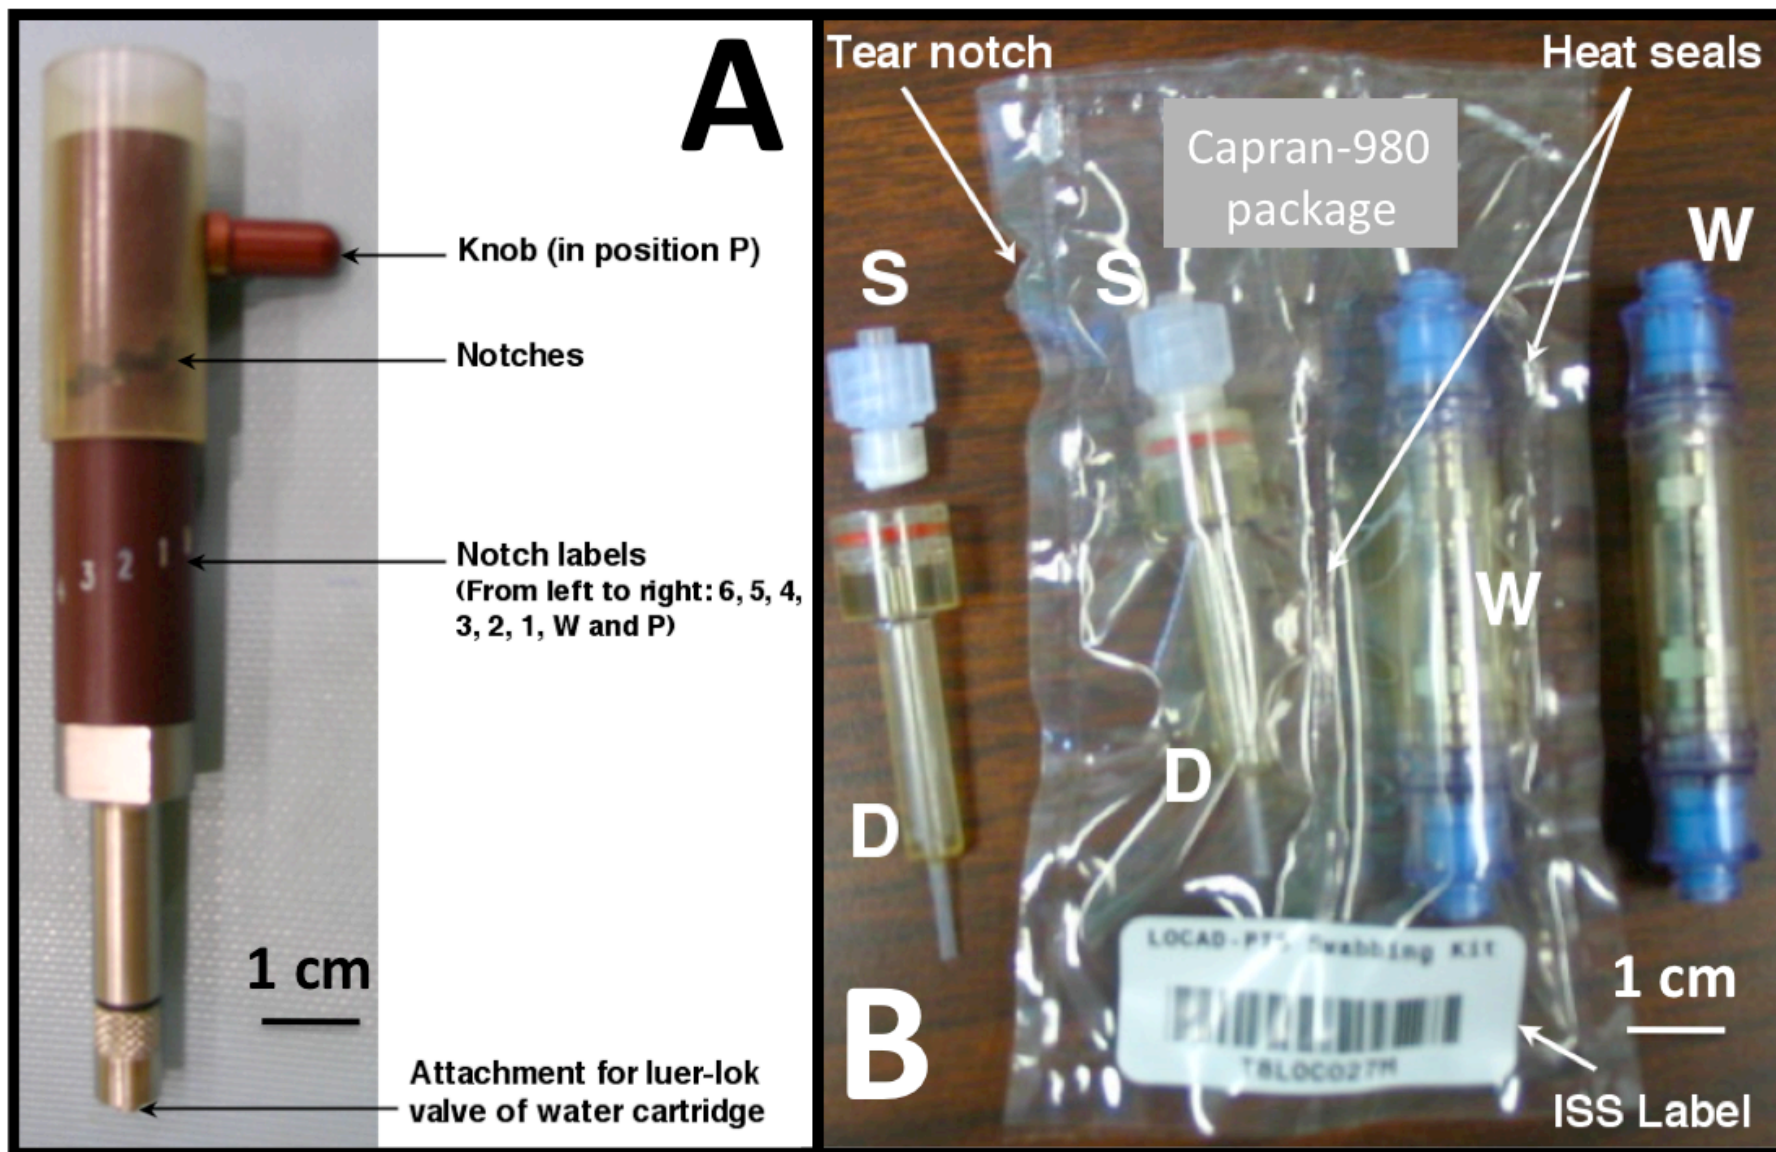 A
Knob (in position P)
Notches
Notch labels
(From left to right: 6, 5, 4,
3, 2, 1, W and P)
4 3 2 1
1 cm
Attachment for luer-lok
valve of water cartridge
Tear notch
Heat seals
Capran-980
package
W
S
S
W
D
D
B
LOCAD-PTS Swabbing Kit
TBLOC027M
1 cm
ISS Label